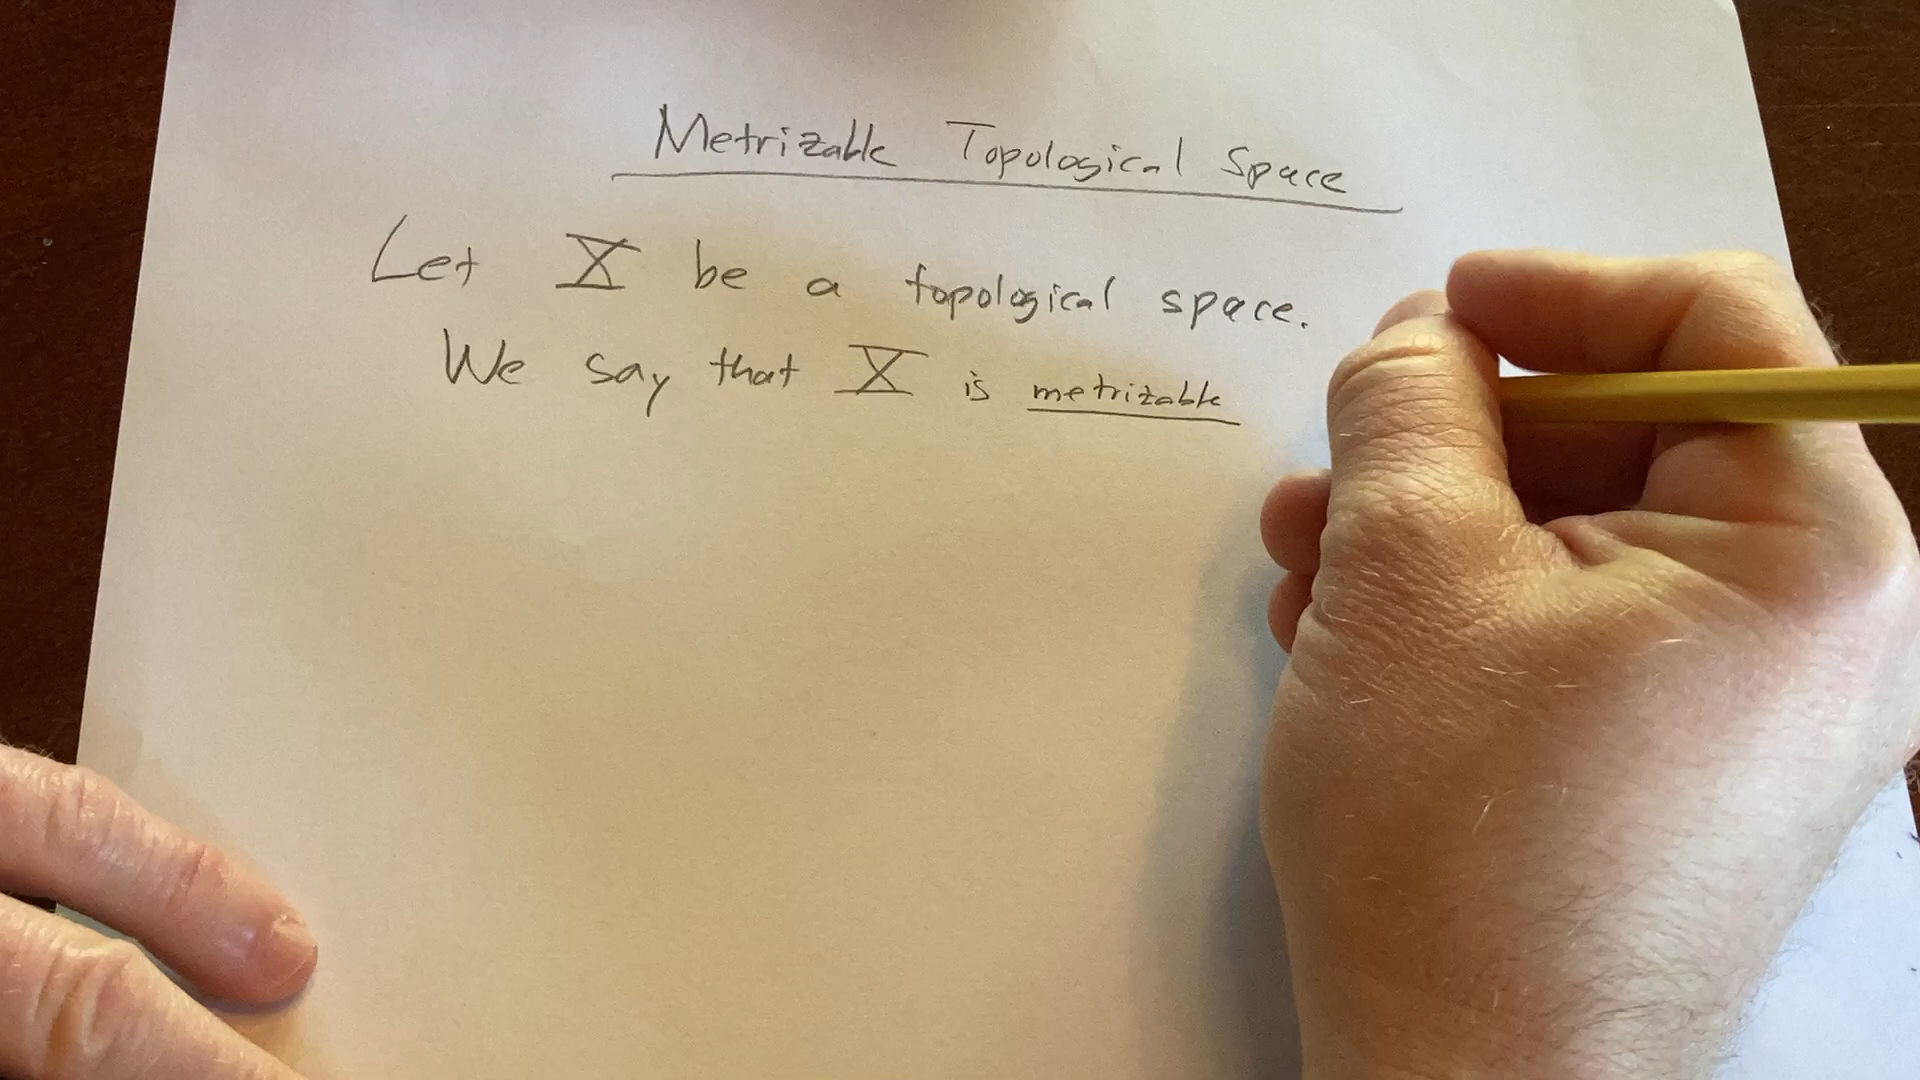 Metrizable Topological Space
Let X be a topological space.
We say that X is metrizable